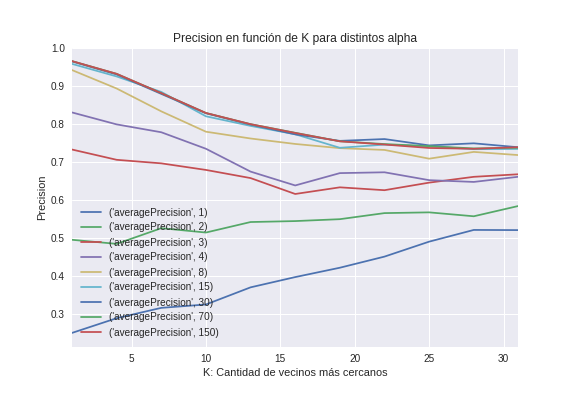 Precision en función de K para distintos alpha
1.0
0.9
0.8
0.7
0.6
0.5
0.4
0.3
Precision
('averagePrecision', 1)
('averagePrecision', 2)
('averagePrecision', 3)
('averagePrecision', 4)
('averagePrecision', 8)
('averagePrecision', 15)
('averagePrecision', 30)
('averagePrecision', 70)
('averagePrecision', 150)
5 10 15 20 25 30
K: Cantidad de vecinos más cercanos